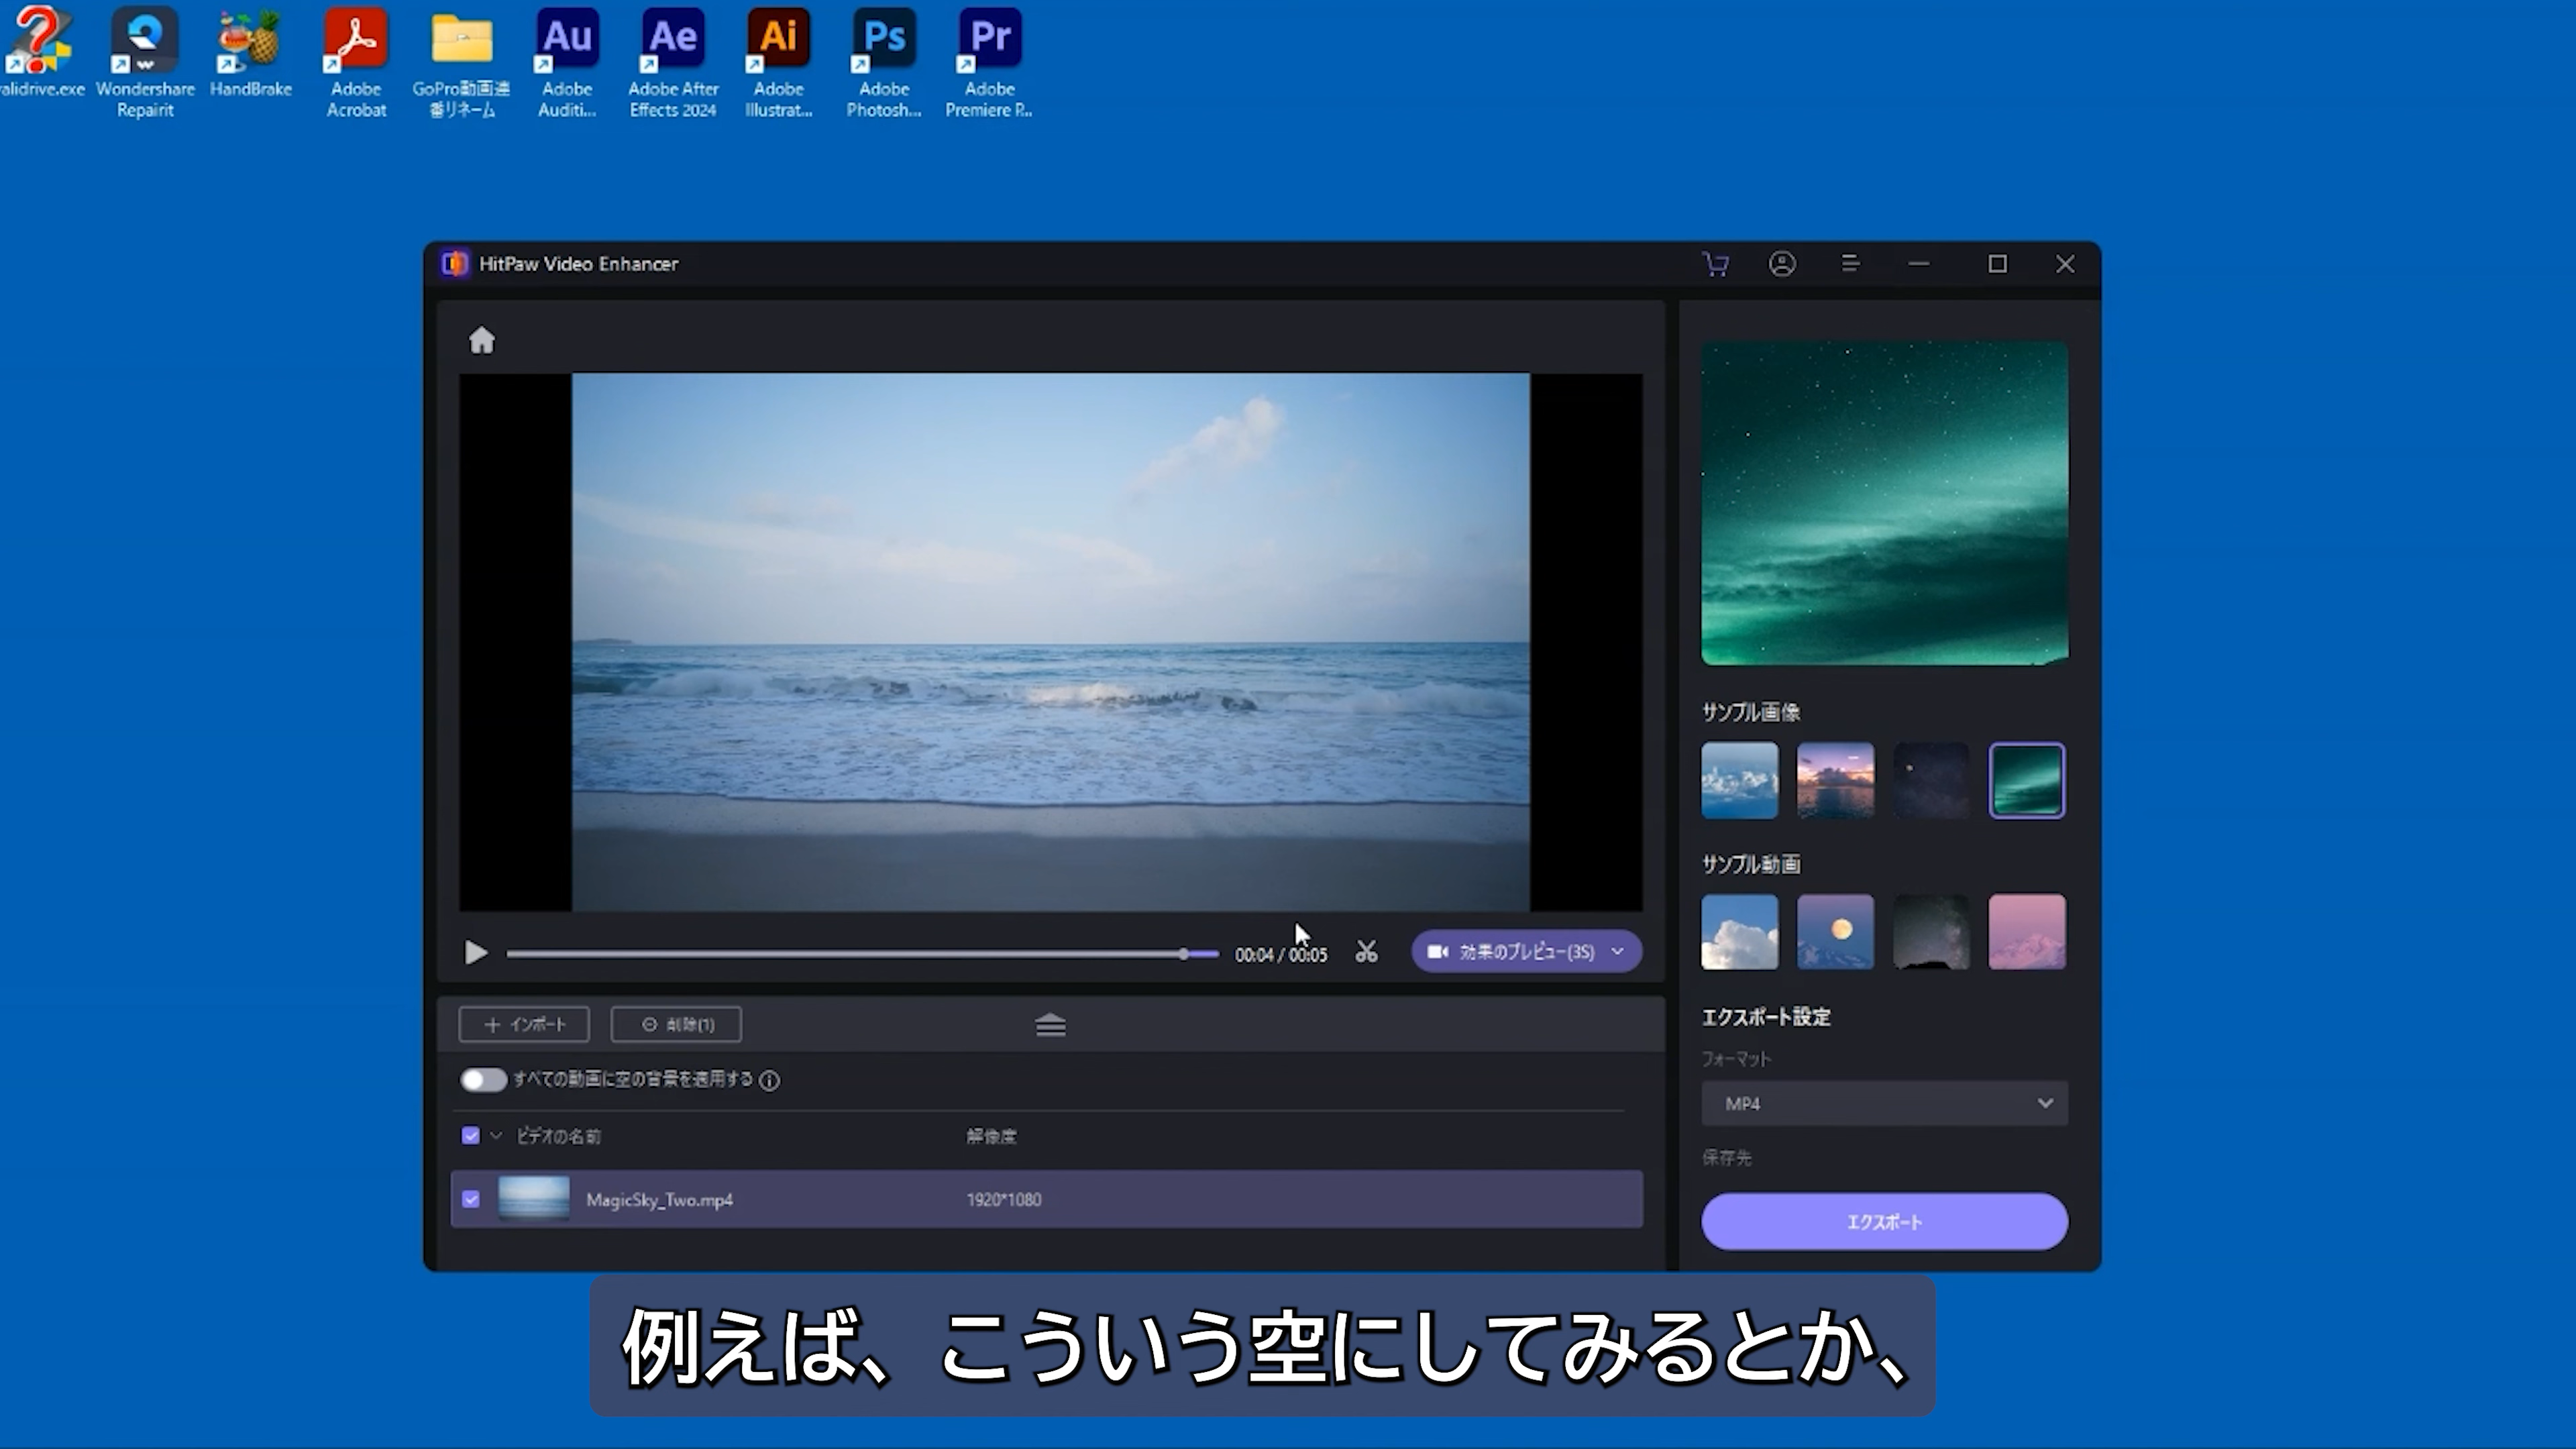 alidrive.exe
Wondershare
Repairit
HandBrake
Adobe
Acrobat
GoPro動画連
番リネーム
Au
Adobe
Auditi...
Ae
Adobe After
Effects 2024
Ai
Adobe
Illustrat...
Ps
Adobe
Photosh...
Pr
Adobe
Premiere P...
HitPaw Video Enhancer
00:04 / 00:05
効果のプレビュー(3S)
インポート
削除(1)
すべての動画に空の背景を適用する
ビデオの名前
解像度
MagicSky_Two.mp4
1920*1080
サンプル画像
サンプル動画
エクスポート設定
フォーマット
MP4
保存先
エクスポート
例えば、こういう空にしてみるとか、